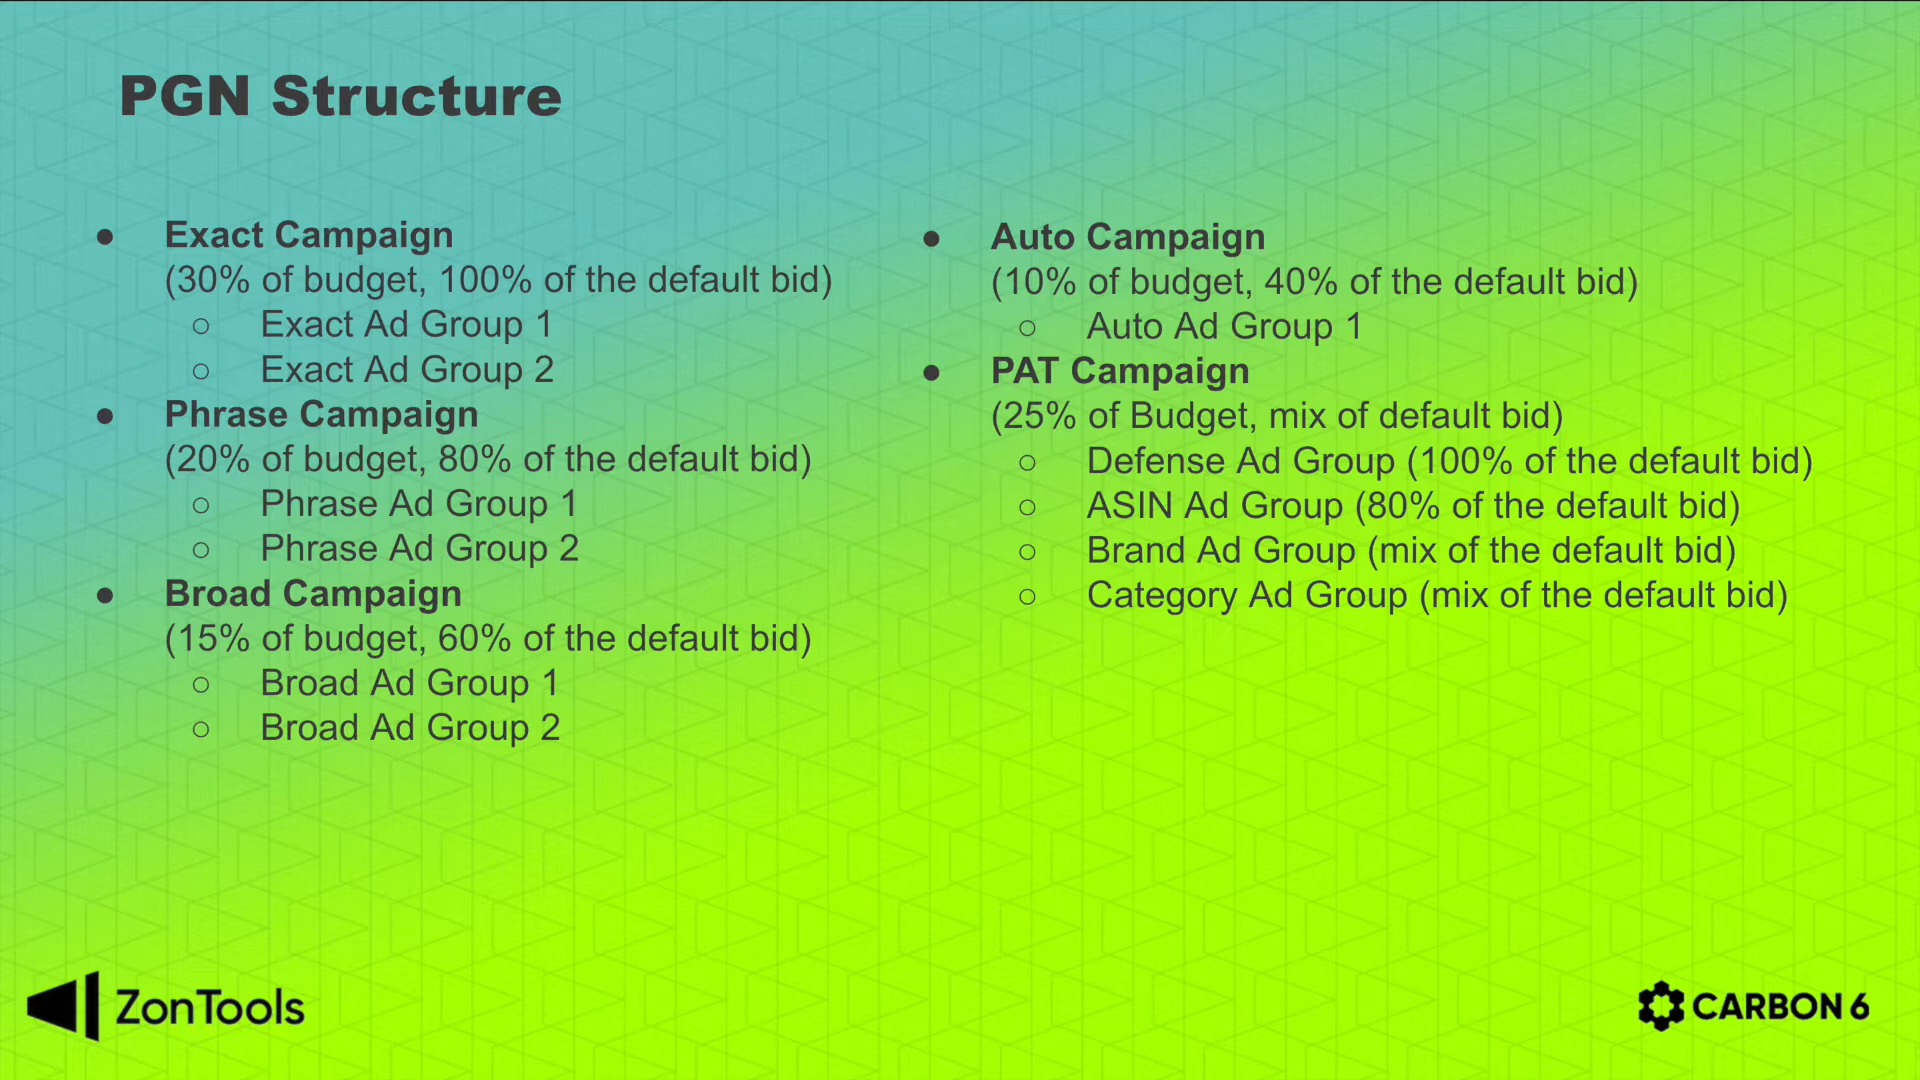 PGN Structure
● Exact Campaign
(30% of budget, 100% of the default bid)
○ Exact Ad Group 1
○ Exact Ad Group 2
● Phrase Campaign
(20% of budget, 80% of the default bid)
○ Phrase Ad Group 1
○ Phrase Ad Group 2
● Broad Campaign
(15% of budget, 60% of the default bid)
○ Broad Ad Group 1
○ Broad Ad Group 2
● Auto Campaign
(10% of budget, 40% of the default bid)
○ Auto Ad Group 1
● PAT Campaign
(25% of Budget, mix of default bid)
○ Defense Ad Group (100% of the default bid)
○ ASIN Ad Group (80% of the default bid)
○ Brand Ad Group (mix of the default bid)
○ Category Ad Group (mix of the default bid)
ZonTools
CARBON 6